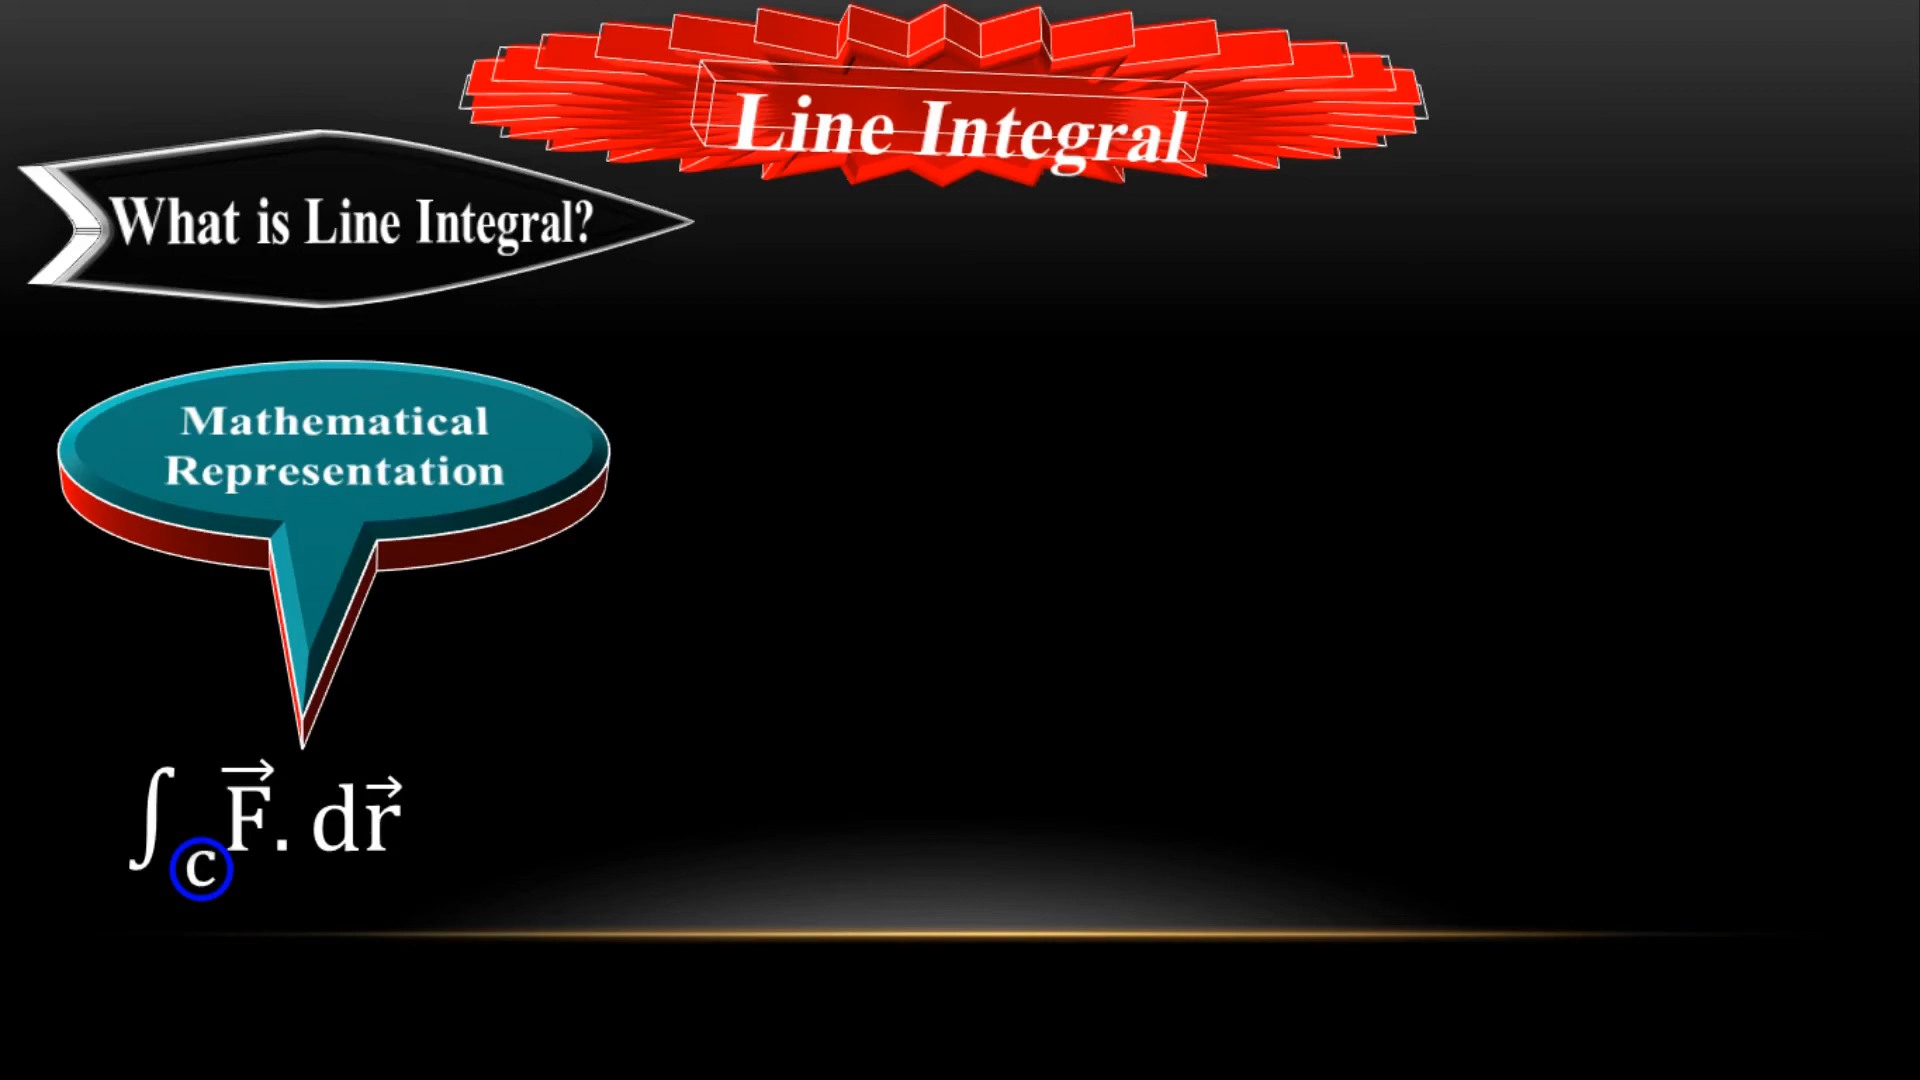 Line Integral
What is Line Integral?
Mathematical
Representation
∫c F⃗. dr⃗